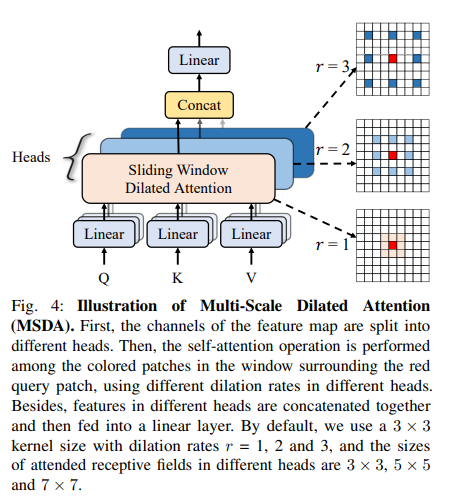 Linear
Concat
Heads
Sliding Window
Dilated Attention
Linear Linear Linear
Q K V
r = 3
r = 2
r = 1
Fig. 4: Illustration of Multi-Scale Dilated Attention
(MSDA). First, the channels of the feature map are split into
different heads. Then, the self-attention operation is performed
among the colored patches in the window surrounding the red
query patch, using different dilation rates in different heads.
Besides, features in different heads are concatenated together
and then fed into a linear layer. By default, we use a 3 × 3
kernel size with dilation rates r = 1, 2 and 3, and the sizes
of attended receptive fields in different heads are 3 × 3, 5 × 5
and 7 × 7.